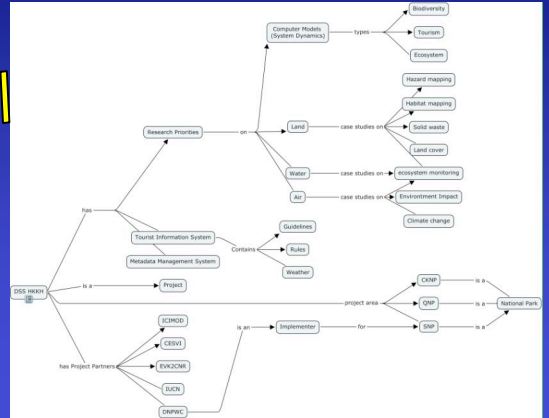 Biodiversity
Computer Models
(System Dynamics)
types
Tourism
Ecosystem
Hazard mapping
Habitat mapping
Research Priorities
on
Land
case studies on
Solid waste
Land cover
Water
case studies on
ecosystem monitoring
Air
case studies on
Environtment Impact
Climate change
has
Tourist Information System
Contains
Guidelines
Rules
Weather
Metadata Management System
DSS HKKH
is a
Project
project area
CKNP
is a
QNP
is a
National Park
SNP
is a
is an
Implementer
for
has Project Partners
ICIMOD
CESVI
EVK2CNR
IUCN
DNPWC